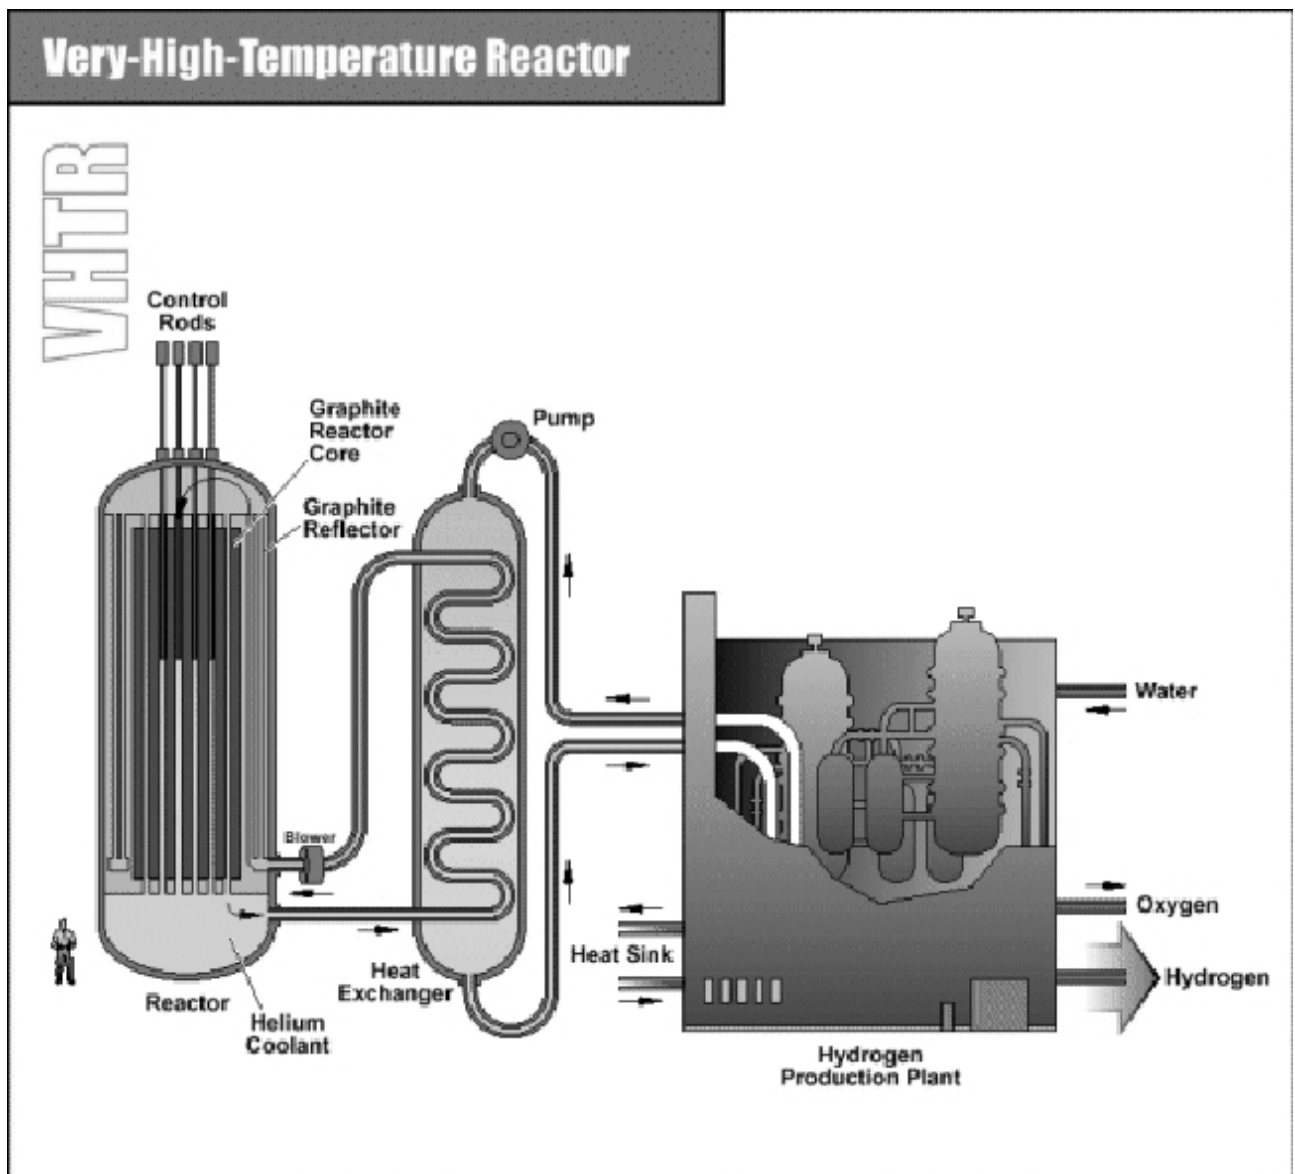 Very-High-Temperature Reactor
VHTR
Control
Rods
Graphite
Reactor
Core
Pump
Graphite
Reflector
Water
Blower
Oxygen
Heat Sink
Heat
Exchanger
Hydrogen
Reactor
Helium
Coolant
Hydrogen
Production Plant